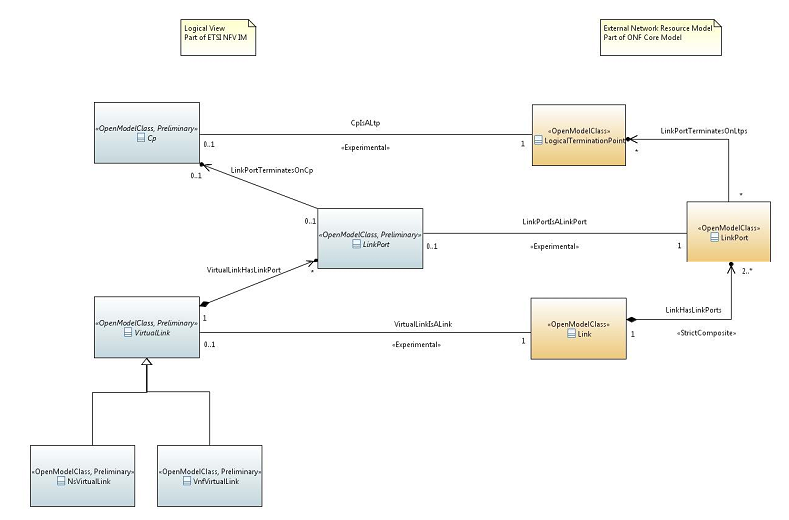 Logical View
Part of ETSI NFV IM
External Network Resource Model
Part of ONF Core Model
«OpenModelClass, Preliminary»
Cp
0..1
CpIsALtp
«Experimental»
1
«OpenModelClass»
LogicalTerminationPoint
LinkPortTerminatesOnLtps
*
*
LinkPortTerminatesOnCp
0..1
0..1
«OpenModelClass, Preliminary»
LinkPort
0..1
LinkPortIsALinkPort
«Experimental»
1
«OpenModelClass»
LinkPort
2..*
VirtualLinkHasLinkPort
*
1
«OpenModelClass, Preliminary»
VirtualLink
0..1
VirtualLinkIsALink
«Experimental»
1
«OpenModelClass»
Link
LinkHasLinkPorts
1
«StrictComposite»
«OpenModelClass, Preliminary»
NsVirtualLink
«OpenModelClass, Preliminary»
VnfVirtualLink